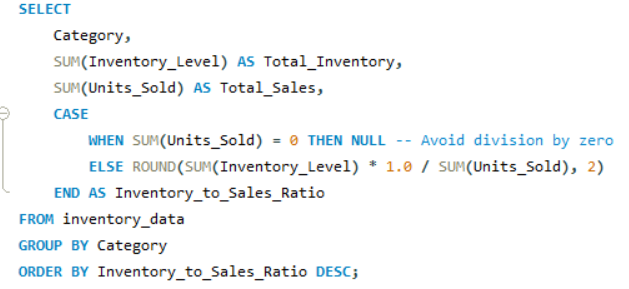 SELECT
Category,
SUM(Inventory_Level) AS Total_Inventory,
SUM(Units_Sold) AS Total_Sales,
CASE
WHEN SUM(Units_Sold) = 0 THEN NULL -- Avoid division by zero
ELSE ROUND(SUM(Inventory_Level) * 1.0 / SUM(Units_Sold), 2)
END AS Inventory_to_Sales_Ratio
FROM inventory_data
GROUP BY Category
ORDER BY Inventory_to_Sales_Ratio DESC;